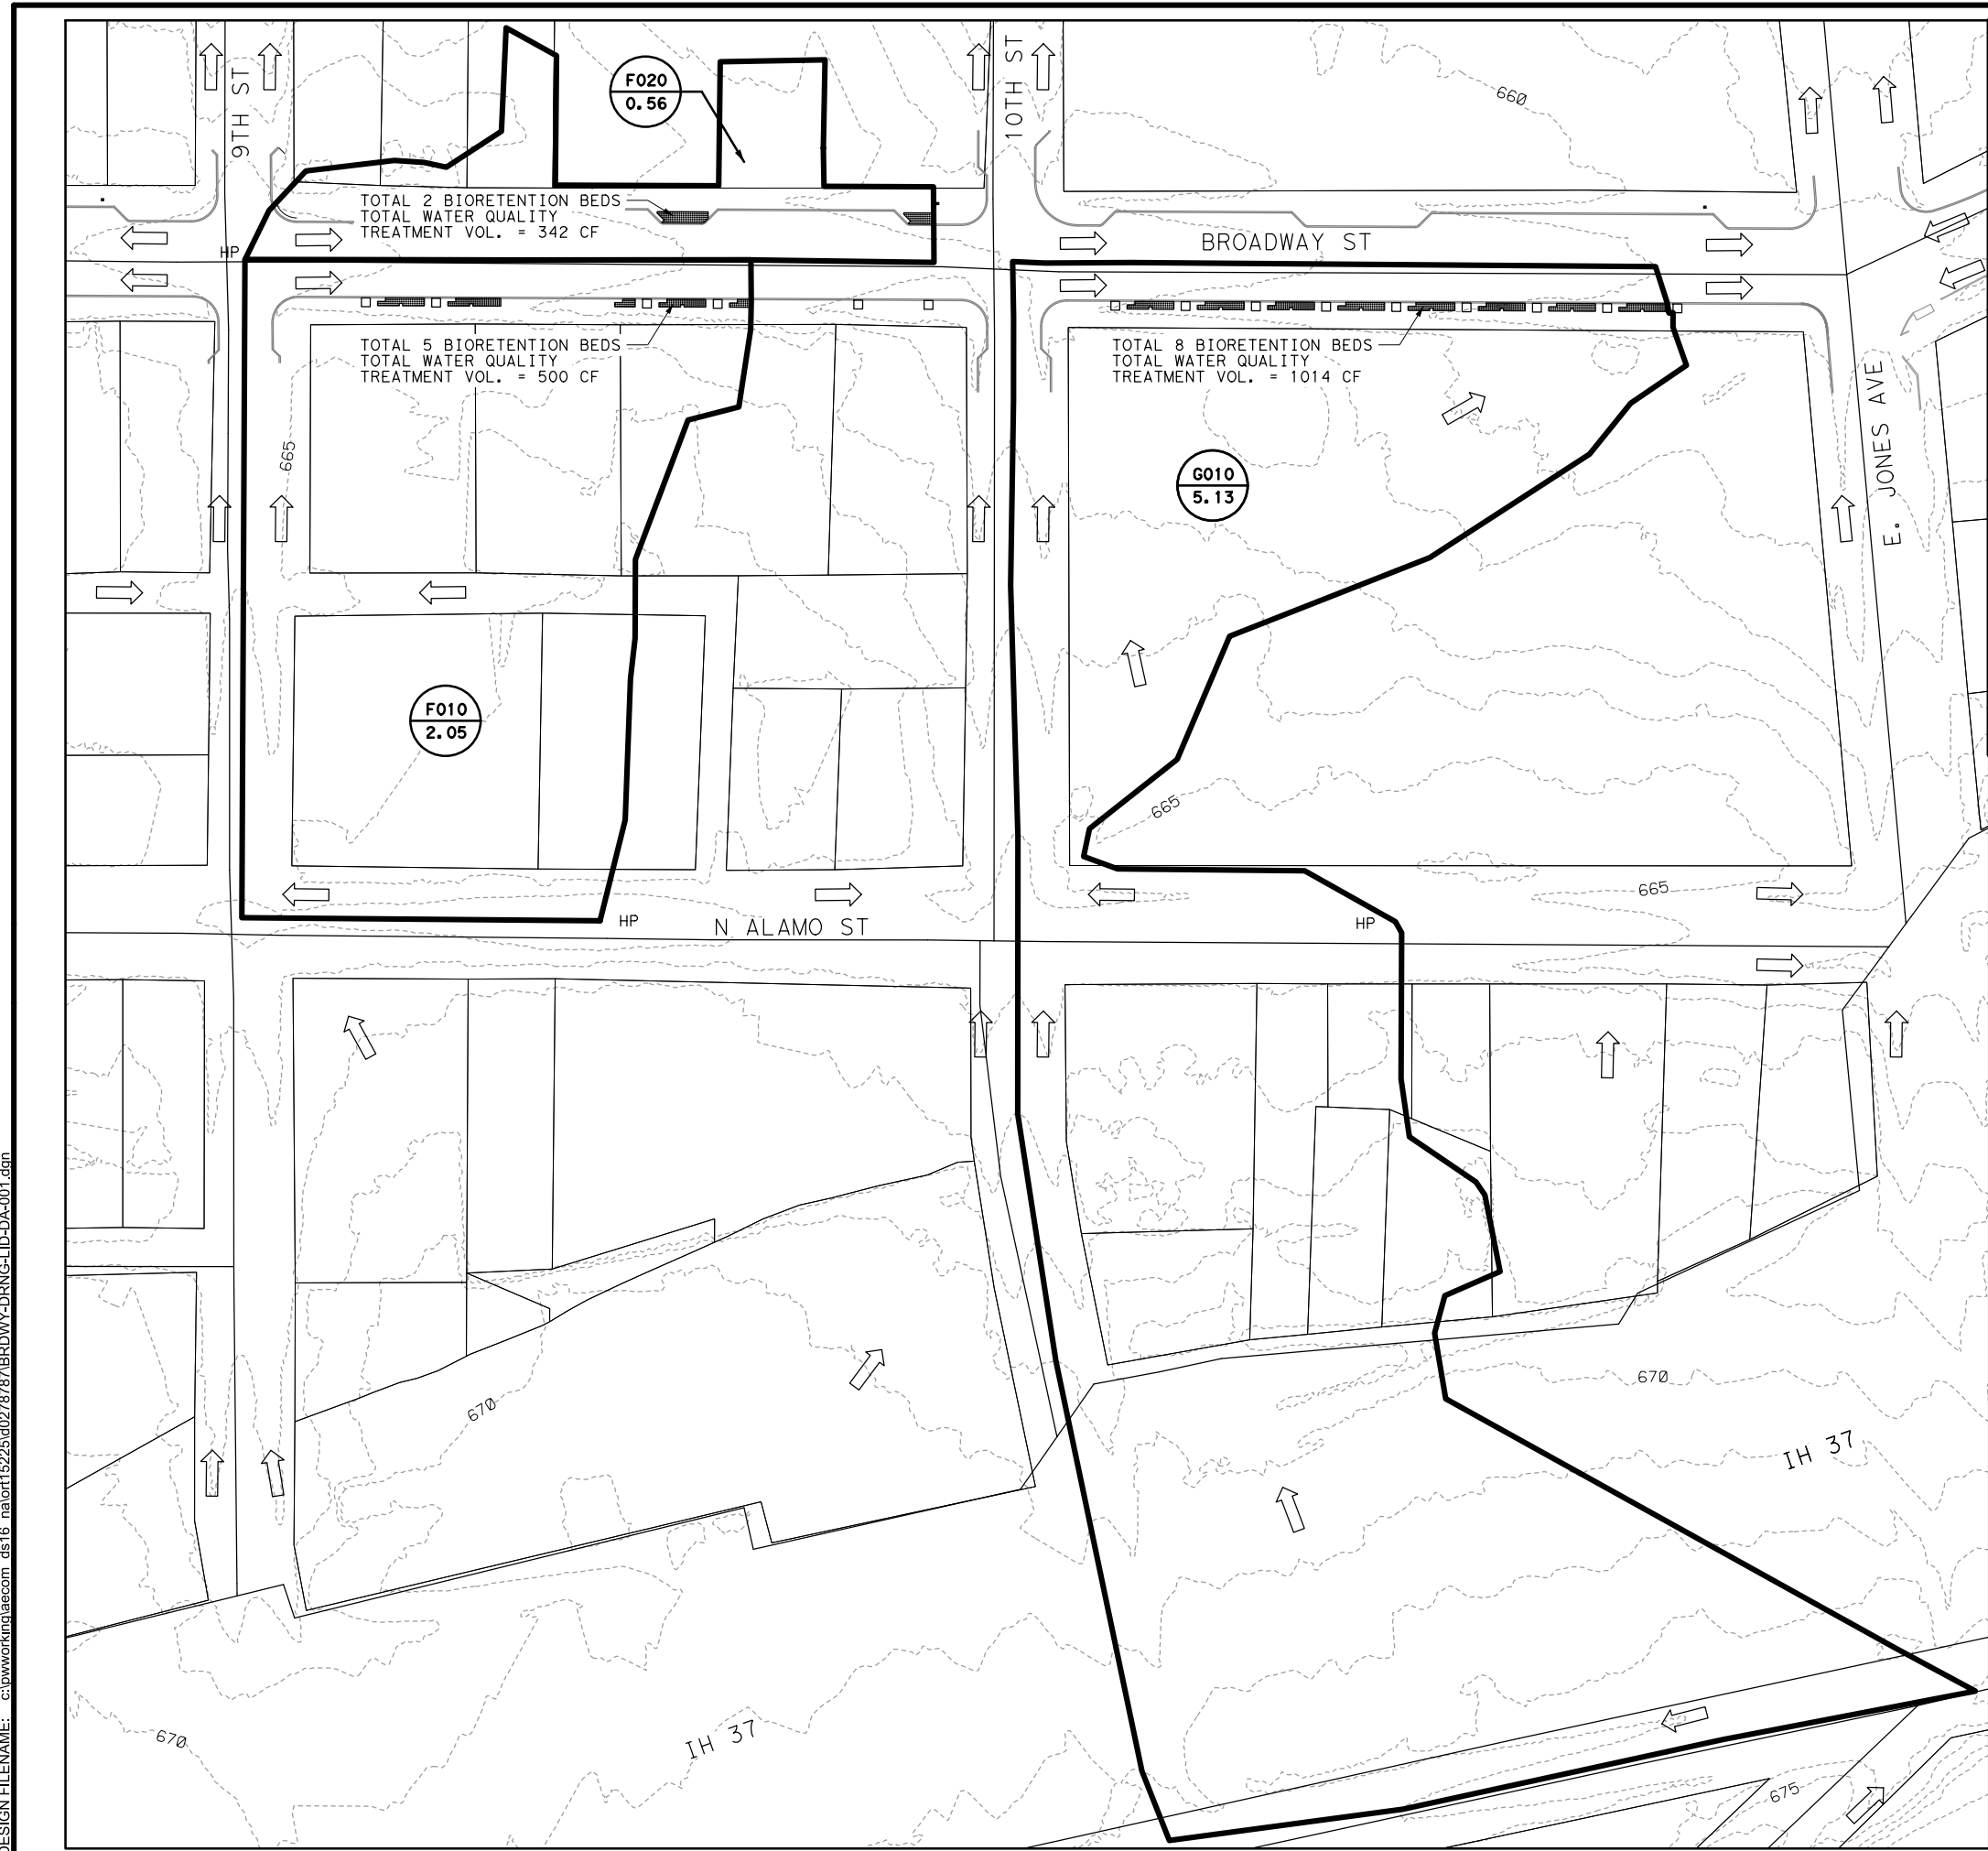 9TH ST
F020
0.56
10TH ST
660
TOTAL 2 BIORETENTION BEDS
TOTAL WATER QUALITY
TREATMENT VOL. = 342 CF
HP
BROADWAY ST
TOTAL 5 BIORETENTION BEDS
TOTAL WATER QUALITY
TREATMENT VOL. = 500 CF
TOTAL 8 BIORETENTION BEDS
TOTAL WATER QUALITY
TREATMENT VOL. = 1014 CF
E. JONES AVE
665
G010
5.13
F010
2.05
665
665
HP
N ALAMO ST
HP
670
670
IH 37
670
IH 37
675
DESIGN FILENAME: c:\pwworking\aecom_ds16_na\ort15225\d0278787\BRDWY-DRNG-LID-DA-001.dgn